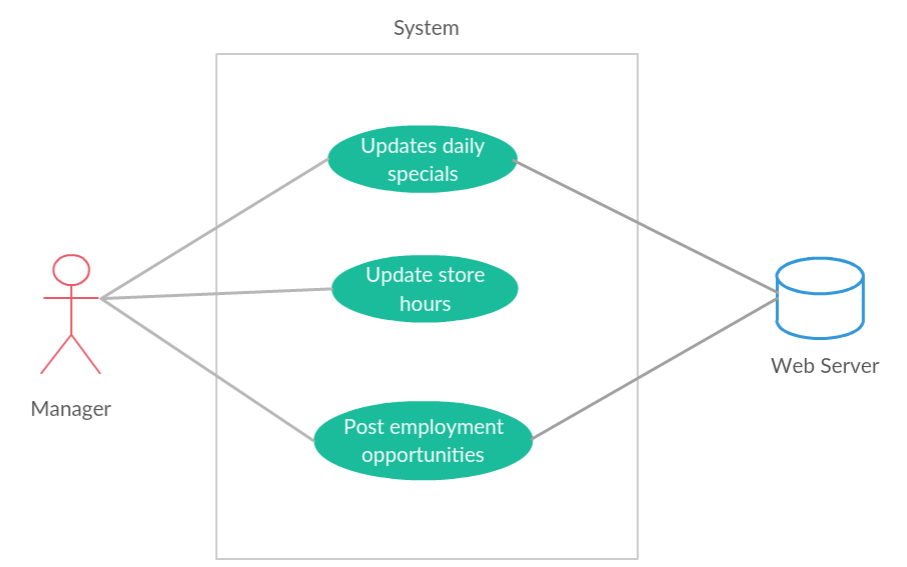 System
Updates daily
specials
Update store
hours
Post employment
opportunities
Manager
Web Server